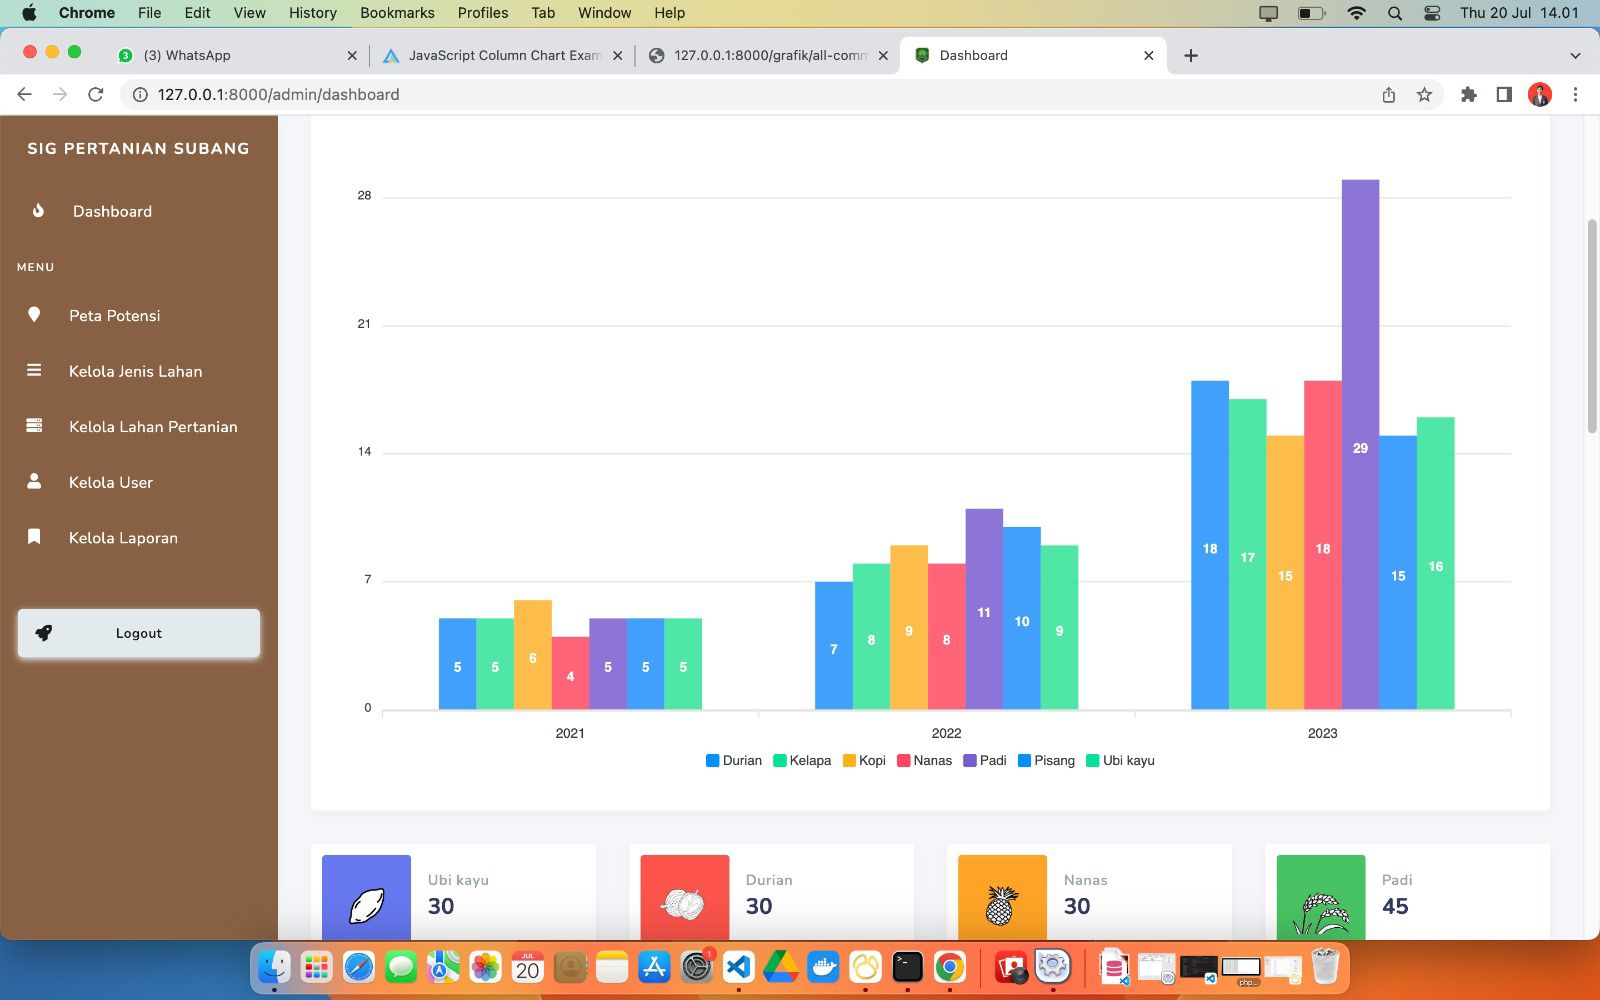 Chrome File Edit View History Bookmarks Profiles Tab Window Help Thu 20 Jul 14.01
3 (3) WhatsApp JavaScript Column Chart Exam 127.0.0.1:8000/grafik/all-comm Dashboard
127.0.0.1:8000/admin/dashboard
SIG PERTANIAN SUBANG
Dashboard
MENU
Peta Potensi
Kelola Jenis Lahan
Kelola Lahan Pertanian
Kelola User
Kelola Laporan
Logout
28
21
14
7
0
5 5 6 4 5 5 5
7 8 9 8 11 10 9
18 17 15 18 29 15 16
2021 2022 2023
Durian Kelapa Kopi Nanas Padi Pisang Ubi kayu
Ubi kayu
30
Durian
30
Nanas
30
Padi
45
JUL
20
1
php...